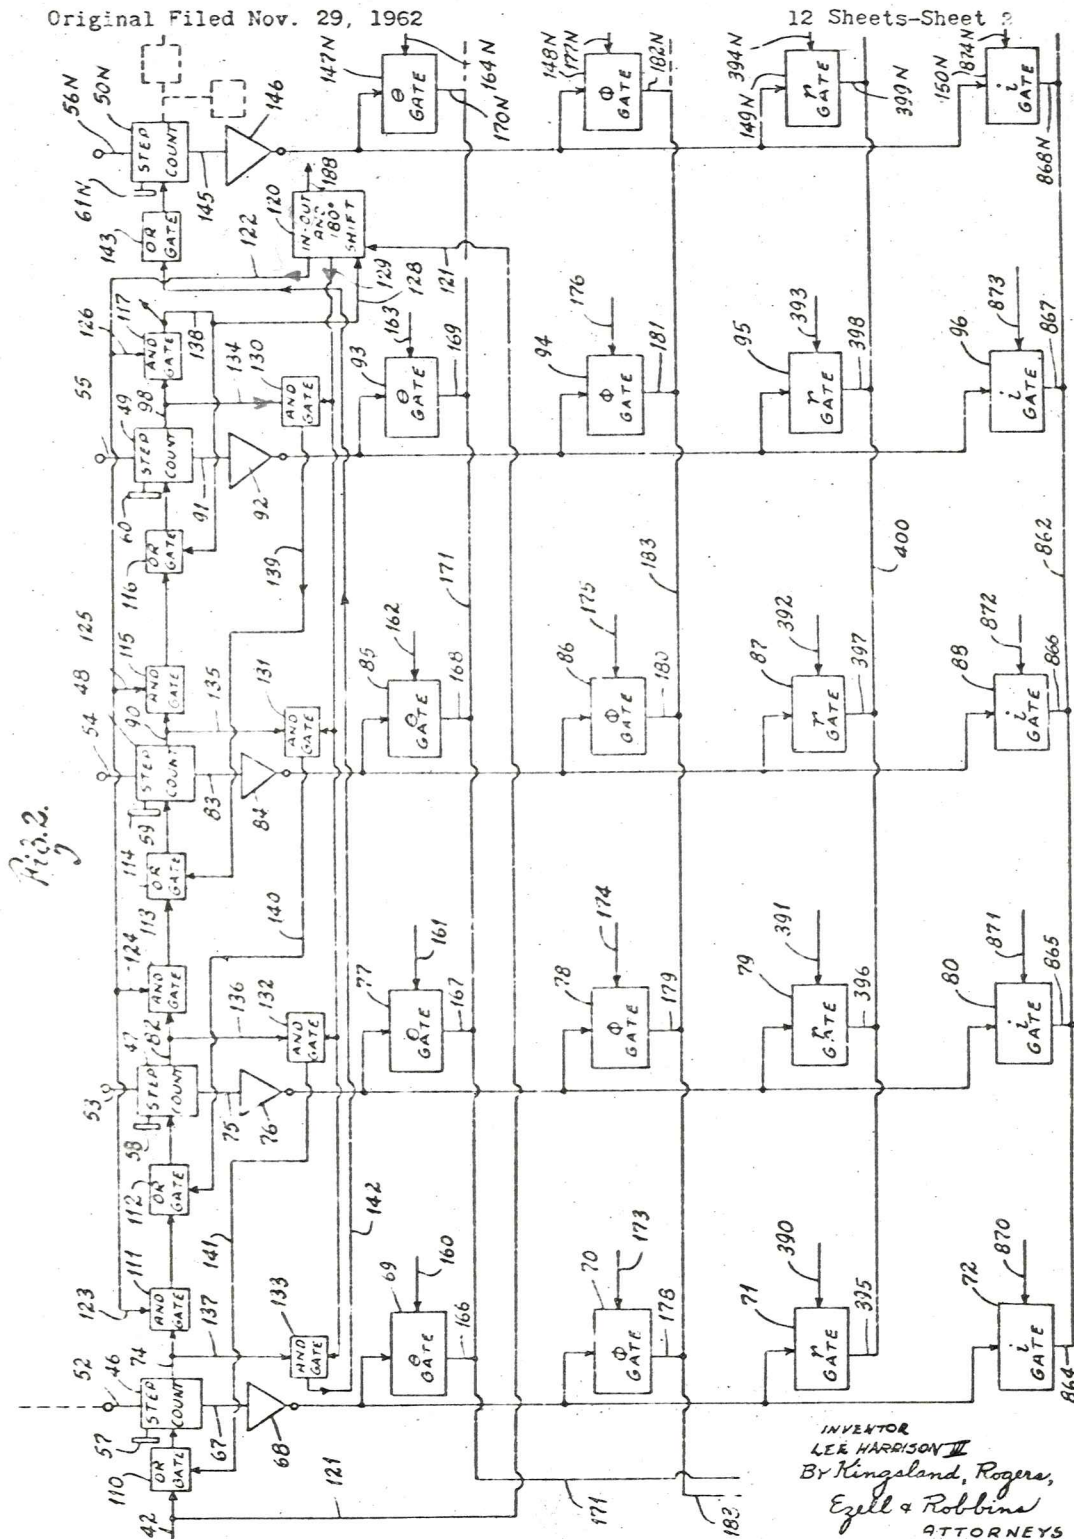 Original Filed Nov. 29, 1962
12 Sheets-Sheet 2
Fig. 2.
56N
50N
61N
STEP COUNT
143
OR GATE
145
146
147N
Θ GATE
164N
170N
148N
177N
Φ GATE
182N
149N
394N
r GATE
399N
150N
874N
i GATE
868N
120
188
IN-OUT AND 180° SHIFT
122
129
128
121
55
126
117
49
98
STEP COUNT
AND GATE
138
134
130
AND GATE
60
116
OR GATE
91
92
139
93
163
Θ GATE
169
94
176
Φ GATE
181
95
393
r GATE
398
96
873
i GATE
867
125
48
54
115
90
STEP COUNT
AND GATE
135
131
AND GATE
59
114
OR GATE
83
84
140
85
162
Θ GATE
168
171
86
175
Φ GATE
180
183
87
392
r GATE
397
400
88
872
i GATE
866
862
113
124
47
53
82
STEP COUNT
AND GATE
136
132
AND GATE
58
112
OR GATE
75
76
141
142
77
161
Θ GATE
167
78
174
Φ GATE
179
79
391
r GATE
396
80
871
i GATE
865
123
111
52
46
74
STEP COUNT
AND GATE
137
133
AND GATE
57
110
OR GATE
67
68
42
121
69
160
Θ GATE
166
171
70
173
Φ GATE
178
183
71
390
r GATE
395
72
870
i GATE
864
INVENTOR
LEE HARRISON III
By Kingsland, Rogers,
Ezell & Robbins
ATTORNEYS